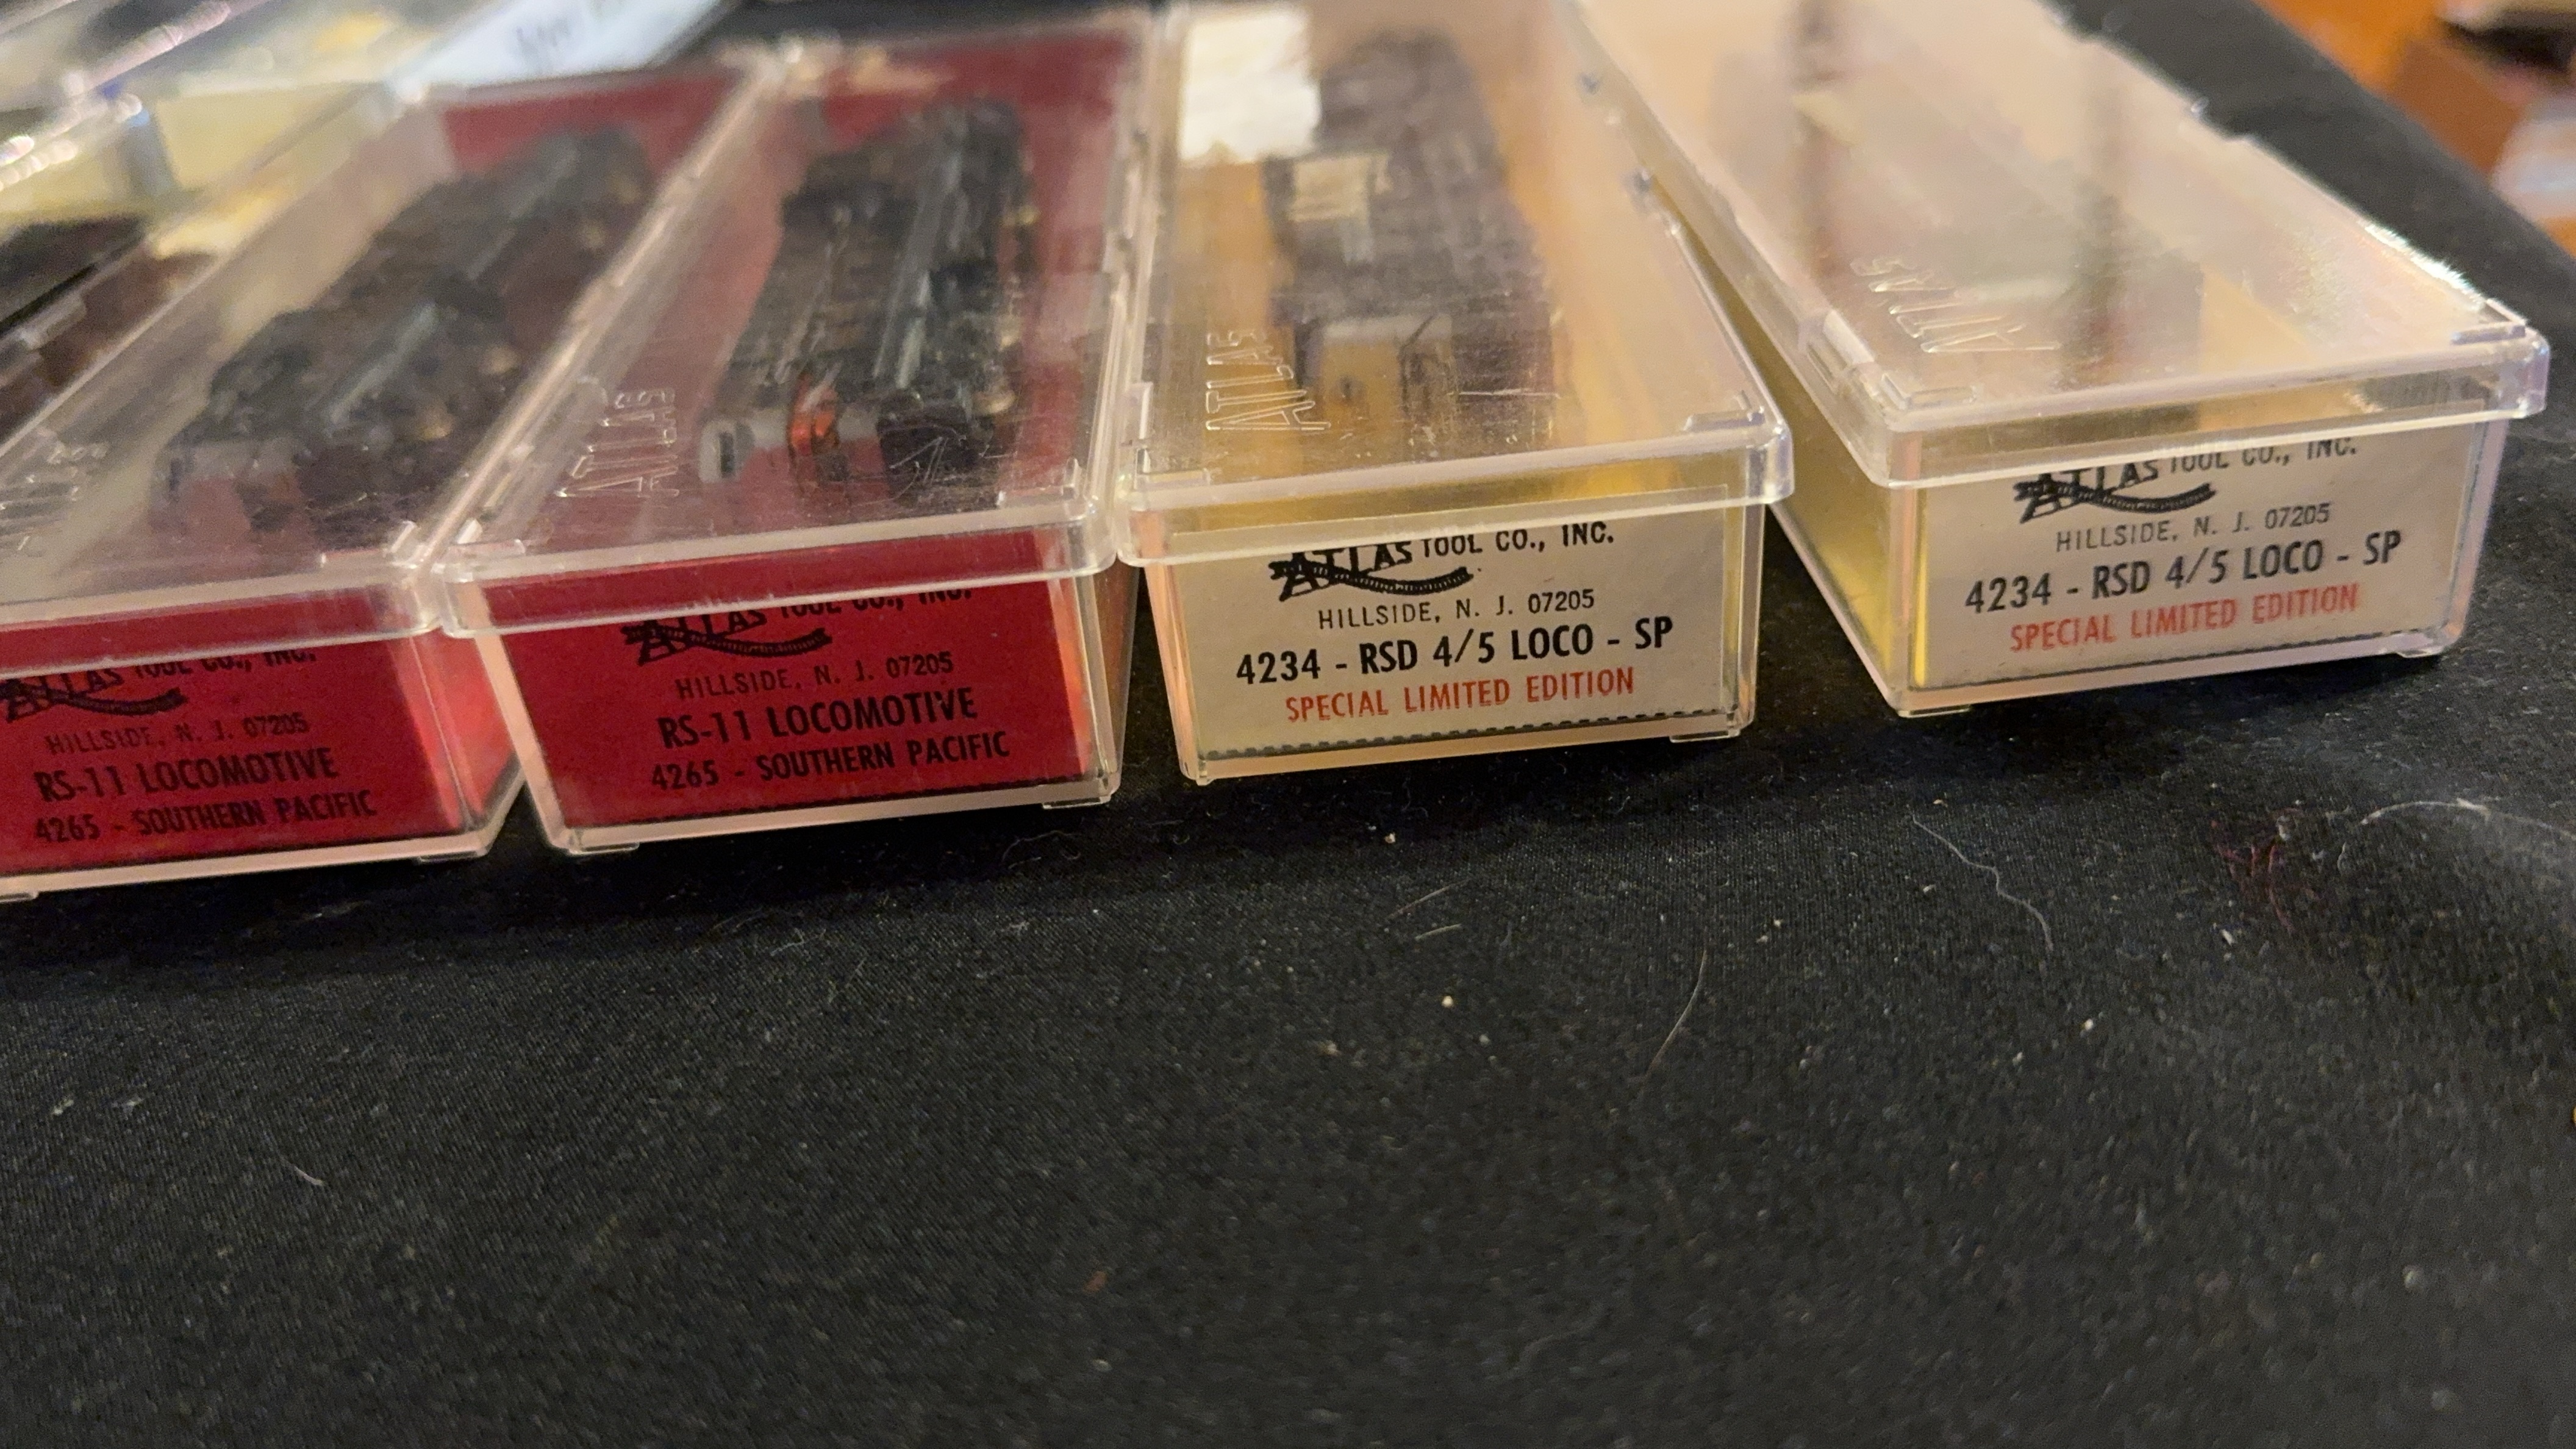 ATLAS TOOL CO., INC.
HILLSIDE, N. J. 07205
RS-11 LOCOMOTIVE
4265 - SOUTHERN PACIFIC
ATLAS
ATLAS TOOL CO., INC.
HILLSIDE, N. J. 07205
RS-11 LOCOMOTIVE
4265 - SOUTHERN PACIFIC
ATLAS
ATLAS TOOL CO., INC.
HILLSIDE, N. J. 07205
4234 - RSD 4/5 LOCO - SP
SPECIAL LIMITED EDITION
ATLAS
ATLAS TOOL CO., INC.
HILLSIDE, N. J. 07205
4234 - RSD 4/5 LOCO - SP
SPECIAL LIMITED EDITION